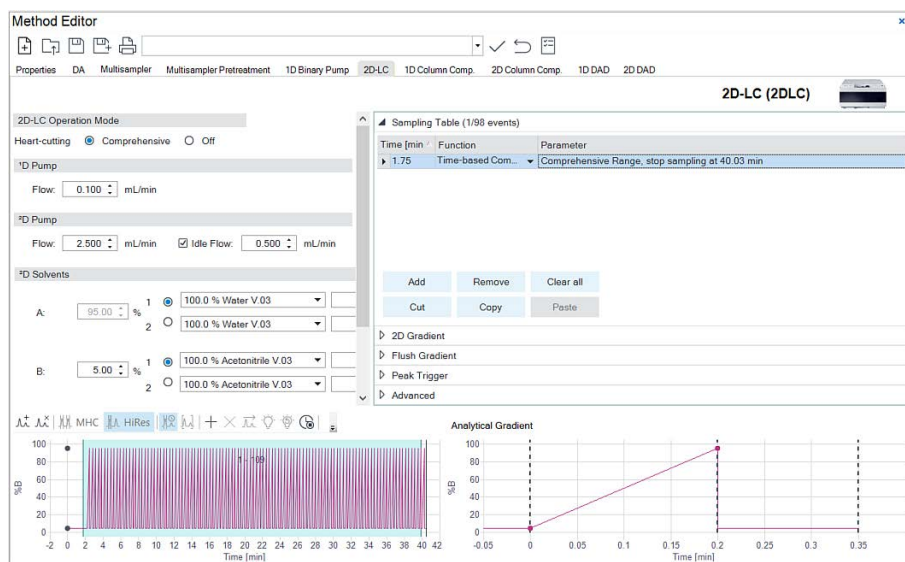 Method Editor
Properties DA Multisampler Multisampler Pretreatment 1D Binary Pump 2D-LC 1D Column Comp. 2D Column Comp. 1D DAD 2D DAD
2D-LC (2DLC)
2D-LC Operation Mode
Heart-cutting Comprehensive Off
¹D Pump
Flow: 0.100 mL/min
²D Pump
Flow: 2.500 mL/min Idle Flow: 0.500 mL/min
²D Solvents
A: 95.00 % 1 100.0 % Water V.03
2 100.0 % Water V.03
B: 5.00 % 1 100.0 % Acetonitrile V.03
2 100.0 % Acetonitrile V.03
Sampling Table (1/98 events)
Time [min Function Parameter
1.75 Time-based Com... Comprehensive Range, stop sampling at 40.03 min
Add Remove Clear all
Cut Copy Paste
2D Gradient
Flush Gradient
Peak Trigger
Advanced
MHC HiRes
100
80
60
40
20
0
%B
-2 0 2 4 6 8 10 12 14 16 18 20 22 24 26 28 30 32 34 36 38 40 42
Time [min]
Analytical Gradient
100
80
60
40
20
0
%B
-0.05 0 0.05 0.1 0.15 0.2 0.25 0.3 0.35
Time [min]